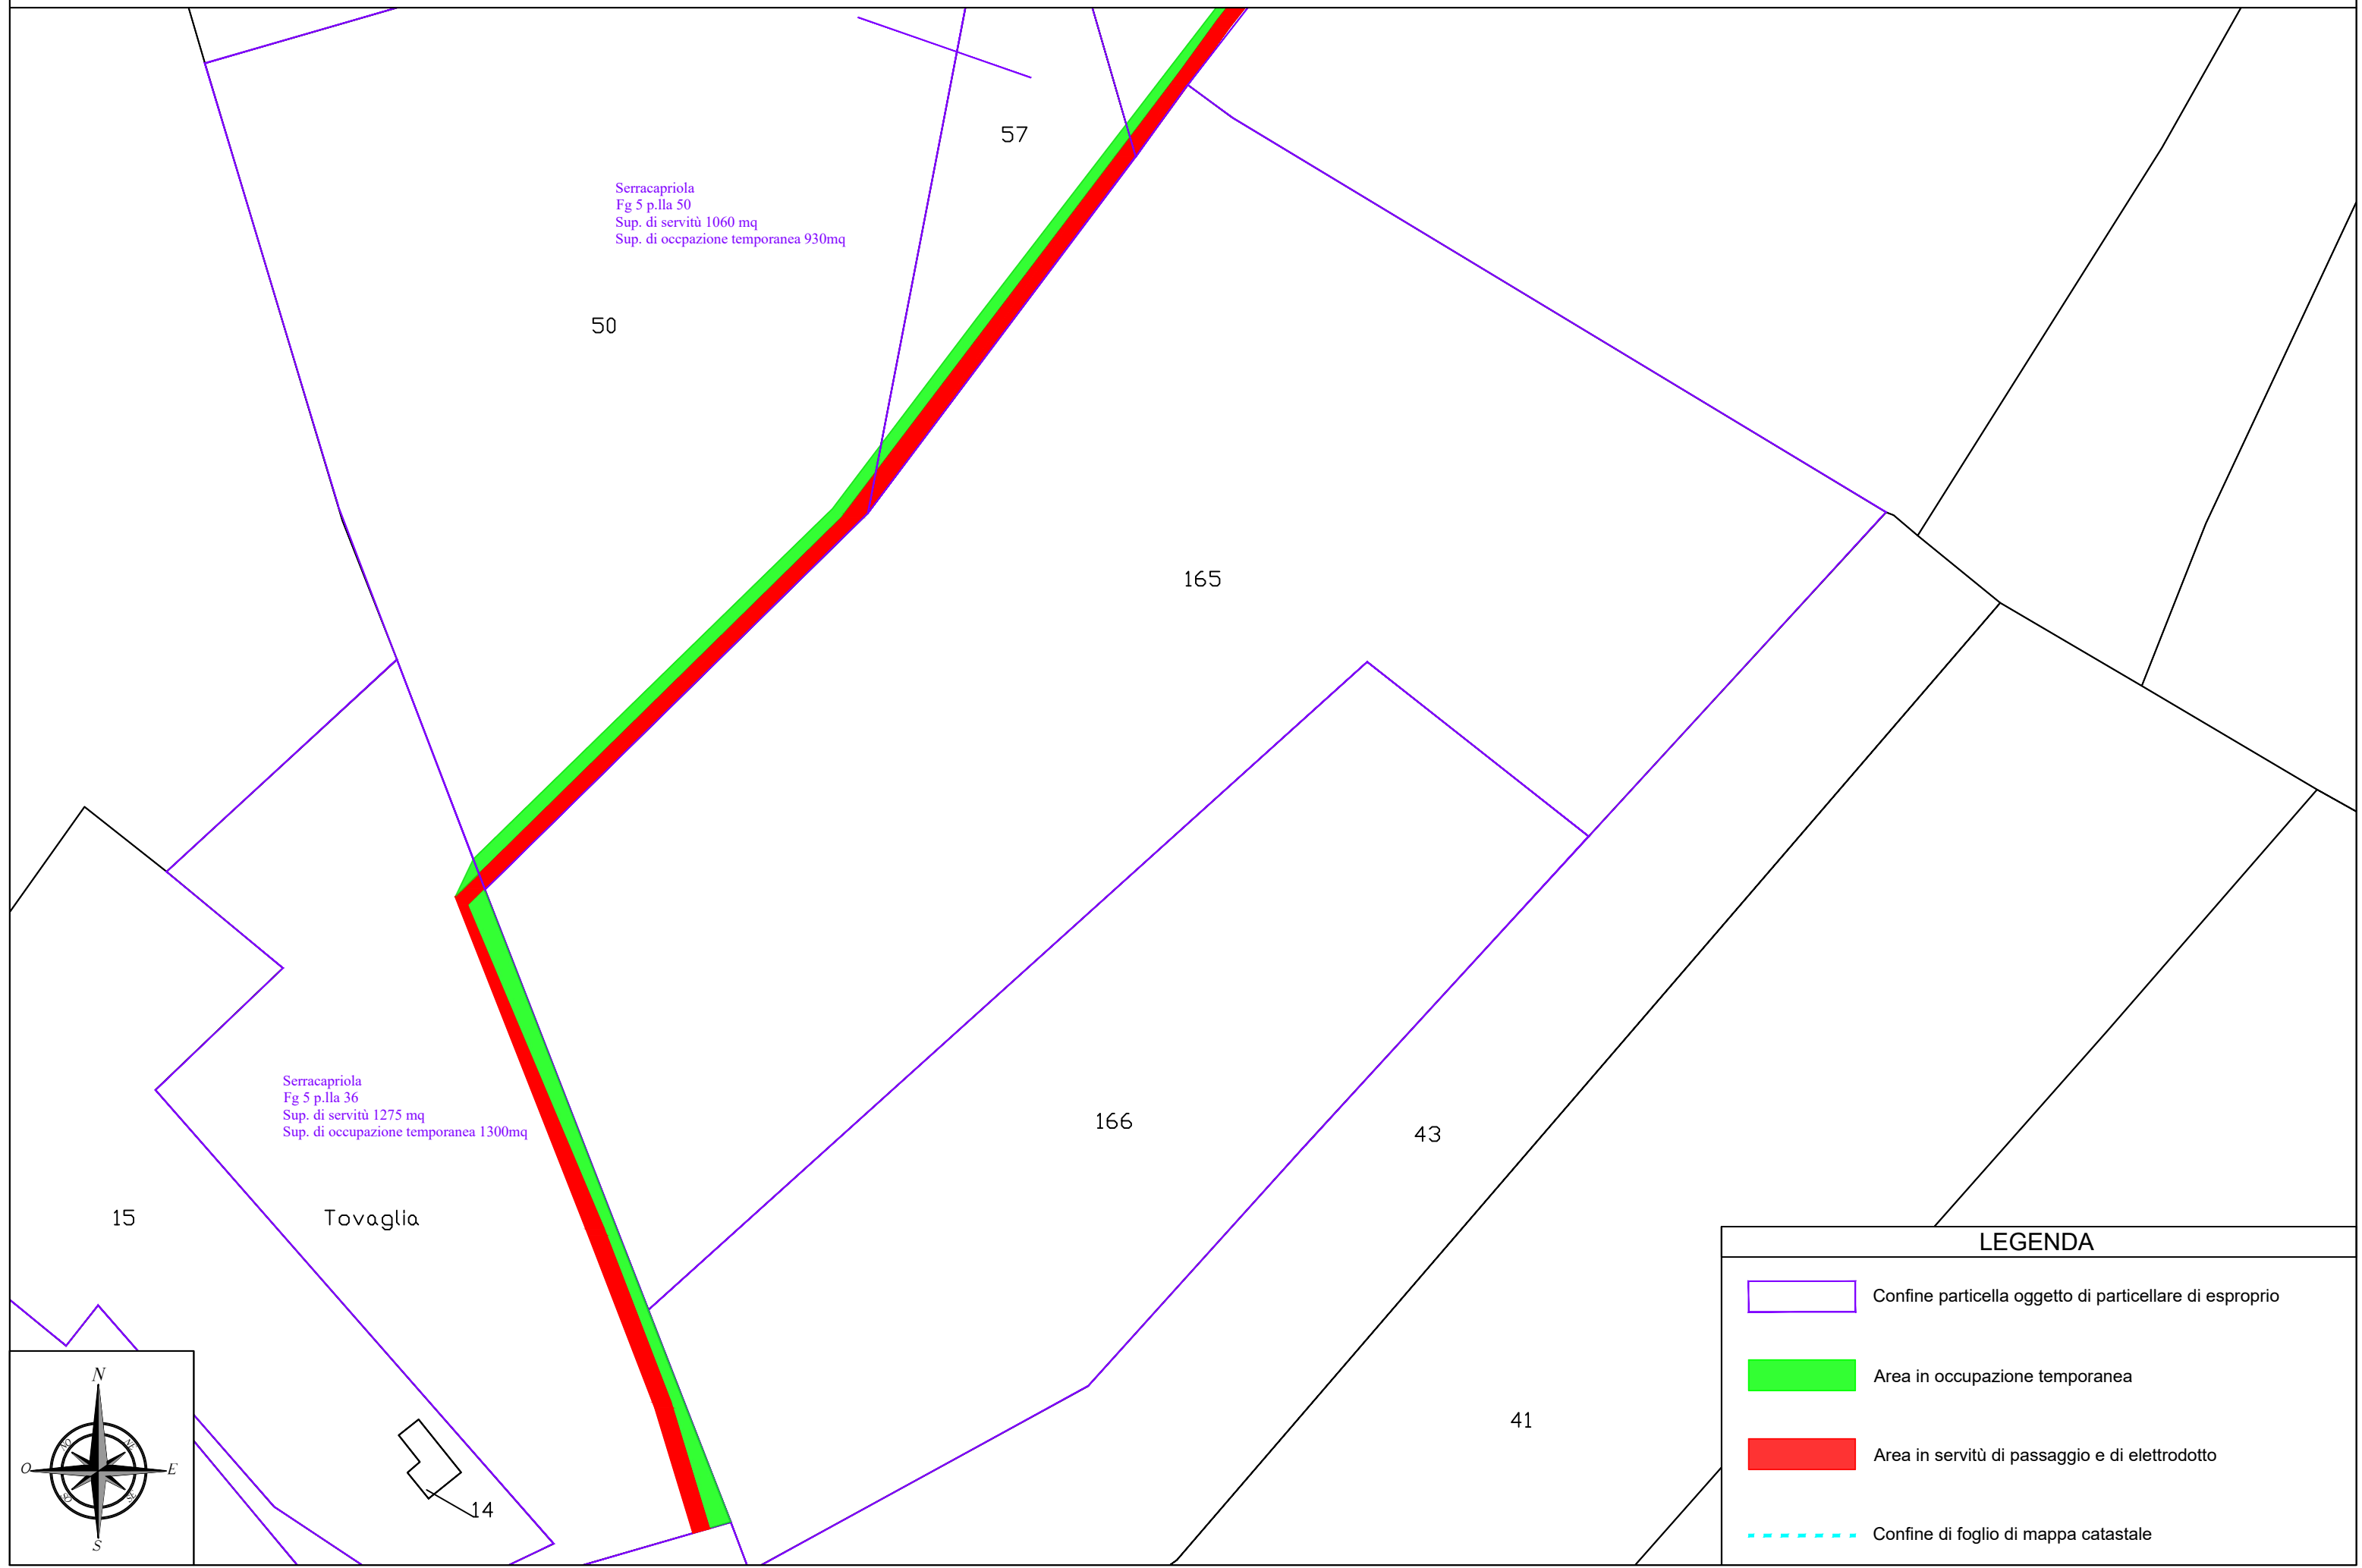 57
Serracapriola
Fg 5 p.lla 50
Sup. di servitù 1060 mq
Sup. di occpazione temporanea 930mq
50
165
Serracapriola
Fg 5 p.lla 36
Sup. di servitù 1275 mq
Sup. di occupazione temporanea 1300mq
166
43
15
Tovaglia
41
14
N
O
E
S
LEGENDA
Confine particella oggetto di particellare di esproprio
Area in occupazione temporanea
Area in servitù di passaggio e di elettrodotto
Confine di foglio di mappa catastale